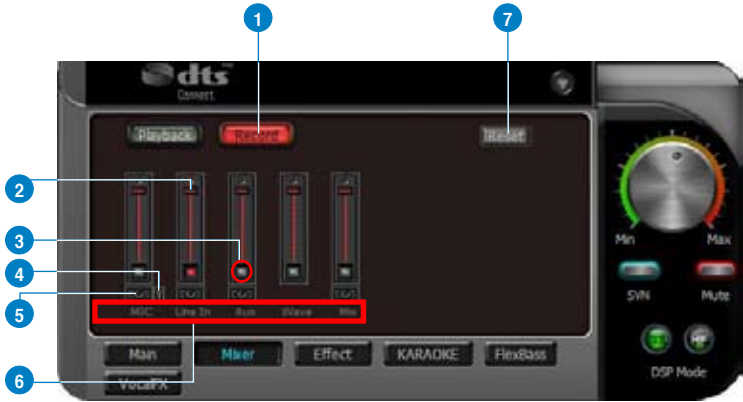 1
7
dts
Connect
Playback
Record
Reset
2
3
4
5
6
MIC
Line In
Aux
Wave
Mix
Min
Max
SYN
Mute
DSP Mode
Main
Mixer
Effect
KARAOKE
FlexBass
VocalFX